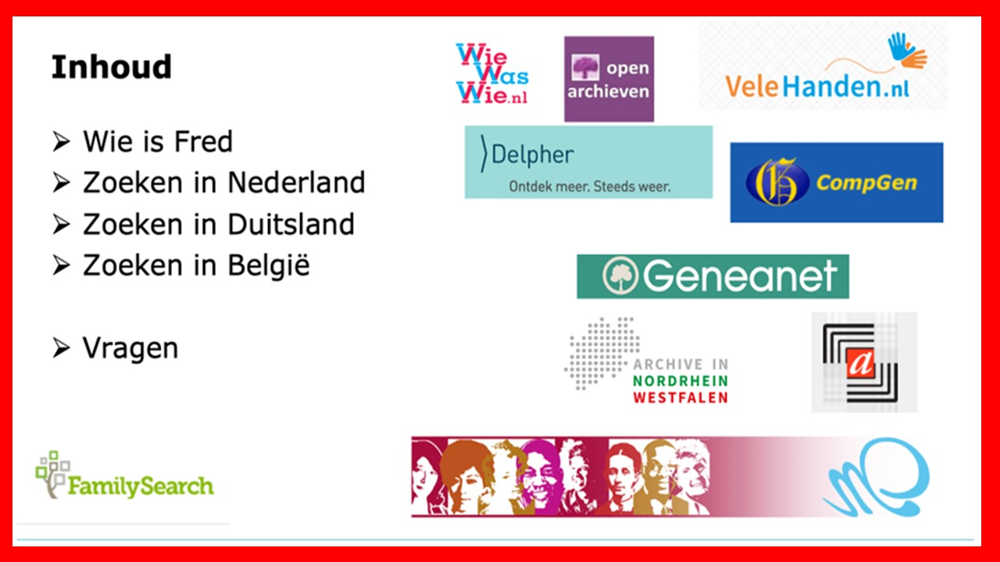 Inhoud
➢ Wie is Fred
➢ Zoeken in Nederland
➢ Zoeken in Duitsland
➢ Zoeken in België
➢ Vragen
Wie
Was
Wie.nl
open
archieven
VeleHanden.nl
Delpher
Ontdek meer. Steeds weer.
G CompGen
Geneanet
ARCHIVE IN
NORDRHEIN
WESTFALEN
a
FamilySearch